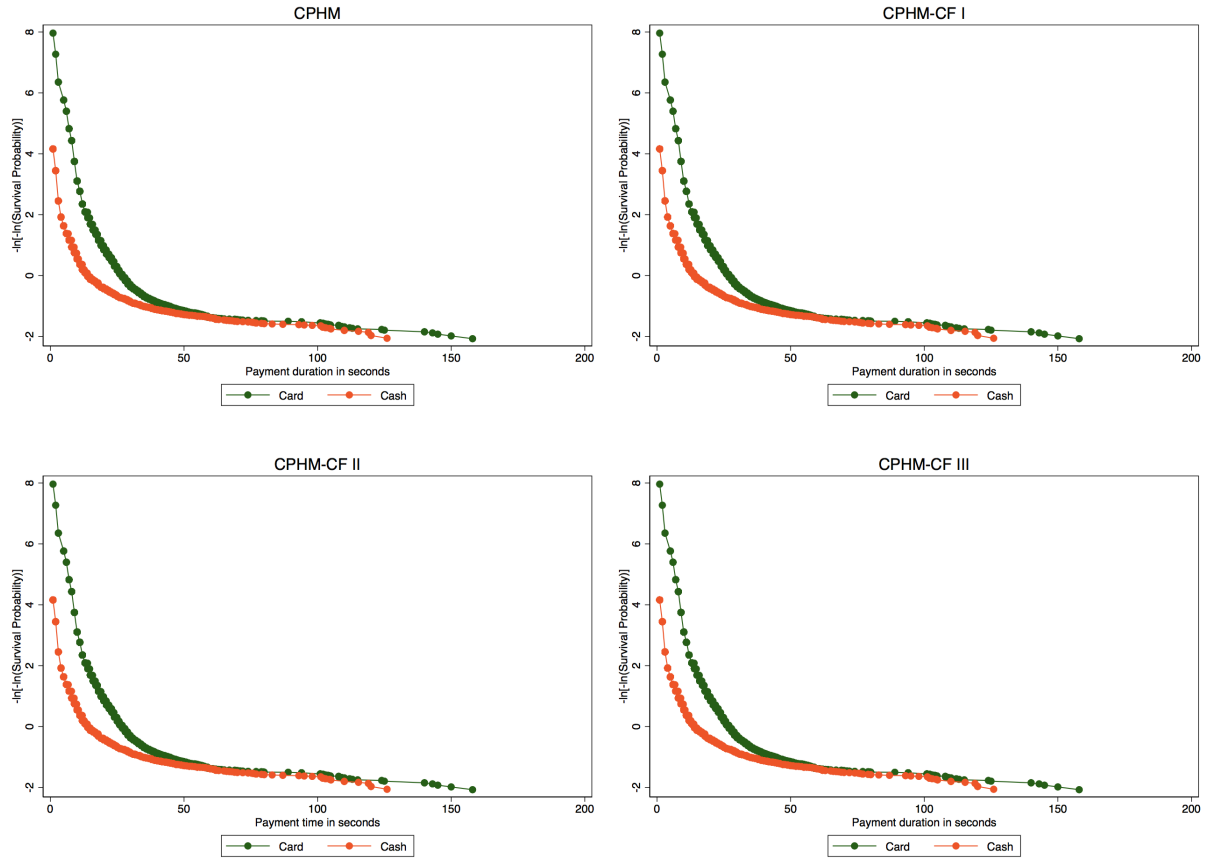 CPHM
-ln[-ln(Survival Probability)]
8
6
4
2
0
-2
0 50 100 150 200
Payment duration in seconds
Card Cash
CPHM-CF I
-ln[-ln(Survival Probability)]
8
6
4
2
0
-2
0 50 100 150 200
Payment duration in seconds
Card Cash
CPHM-CF II
-ln[-ln(Survival Probability)]
8
6
4
2
0
-2
0 50 100 150 200
Payment time in seconds
Card Cash
CPHM-CF III
-ln[-ln(Survival Probability)]
8
6
4
2
0
-2
0 50 100 150 200
Payment duration in seconds
Card Cash